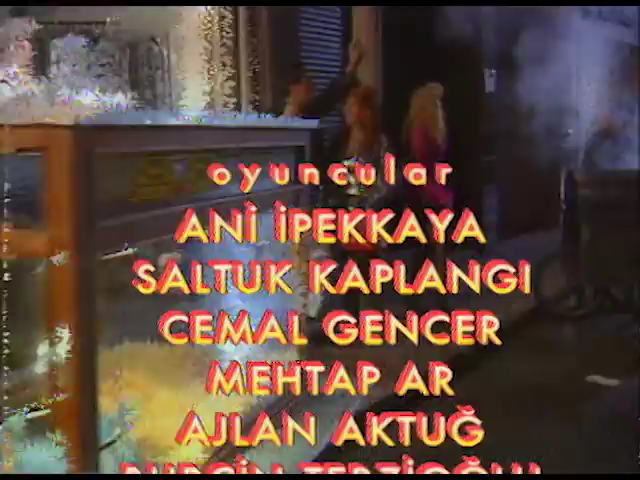 oyuncular
ANİ İPEKKAYA
SALTUK KAPLANGI
CEMAL GENCER
MEHTAP AR
AJLAN AKTUĞ